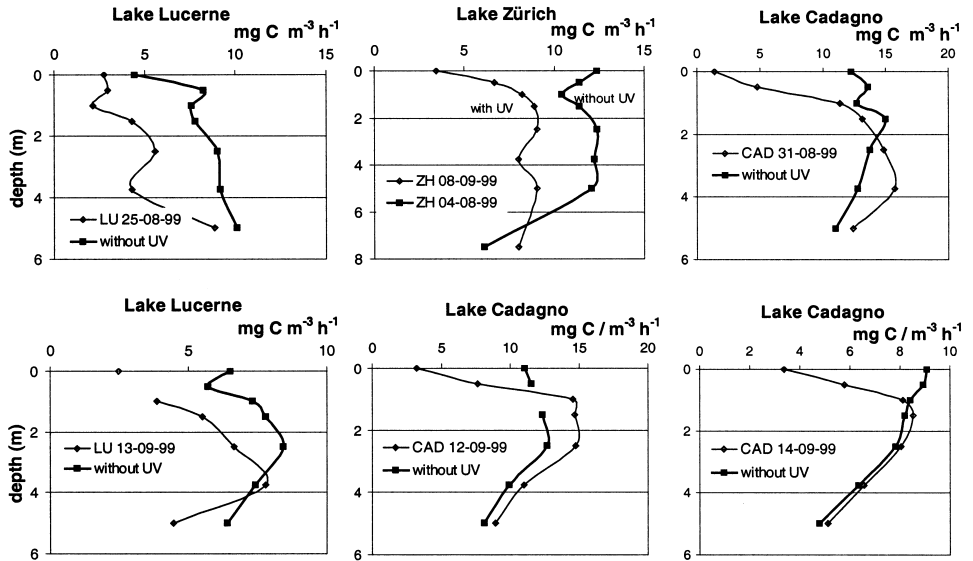 Lake Lucerne
mg C m⁻³ h⁻¹
0 5 10 15
0
2
4
6
depth (m)
LU 25-08-99
without UV
Lake Zürich
mg C m⁻³ h⁻¹
0 5 10 15
0
2
4
6
8
with UV
without UV
ZH 08-09-99
ZH 04-08-99
Lake Cadagno
mg C m⁻³ h⁻¹
0 5 10 15 20
0
2
4
6
CAD 31-08-99
without UV
Lake Lucerne
mg C m⁻³ h⁻¹
0 5 10
0
2
4
6
depth (m)
LU 13-09-99
without UV
Lake Cadagno
mg C / m⁻³ h⁻¹
0 5 10 15 20
0
2
4
6
CAD 12-09-99
without UV
Lake Cadagno
mg C / m⁻³ h⁻¹
0 2 4 6 8 10
0
2
4
6
CAD 14-09-99
without UV